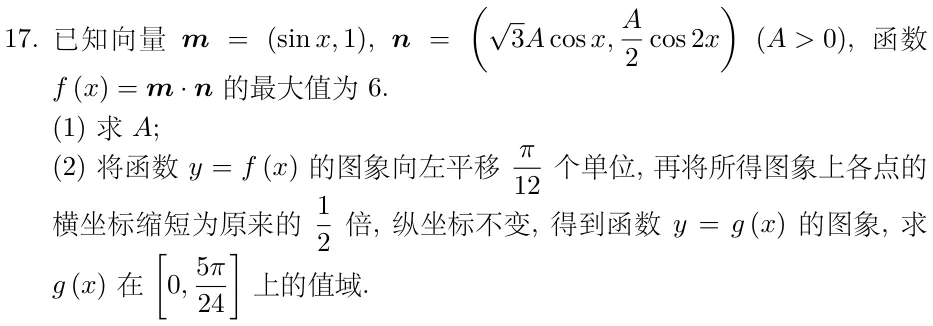 17. 已知向量 m = (sin x, 1), n = (√3A cos x, A/2 cos 2x) (A > 0), 函数
f (x) = m · n 的最大值为 6.
(1) 求 A;
(2) 将函数 y = f (x) 的图象向左平移 π/12 个单位, 再将所得图象上各点的
横坐标缩短为原来的 1/2 倍, 纵坐标不变, 得到函数 y = g (x) 的图象, 求
g (x) 在 [0, 5π/24] 上的值域.